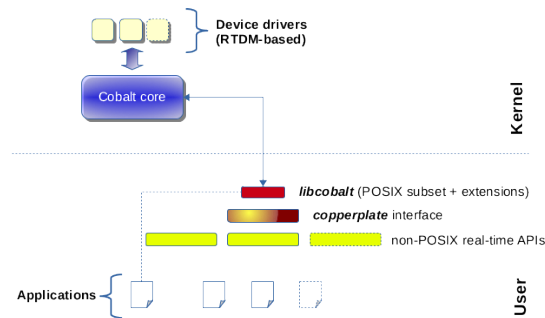 Device drivers
(RTDM-based)
Cobalt core
Kernel
libcobalt (POSIX subset + extensions)
copperplate interface
non-POSIX real-time APIs
Applications
User